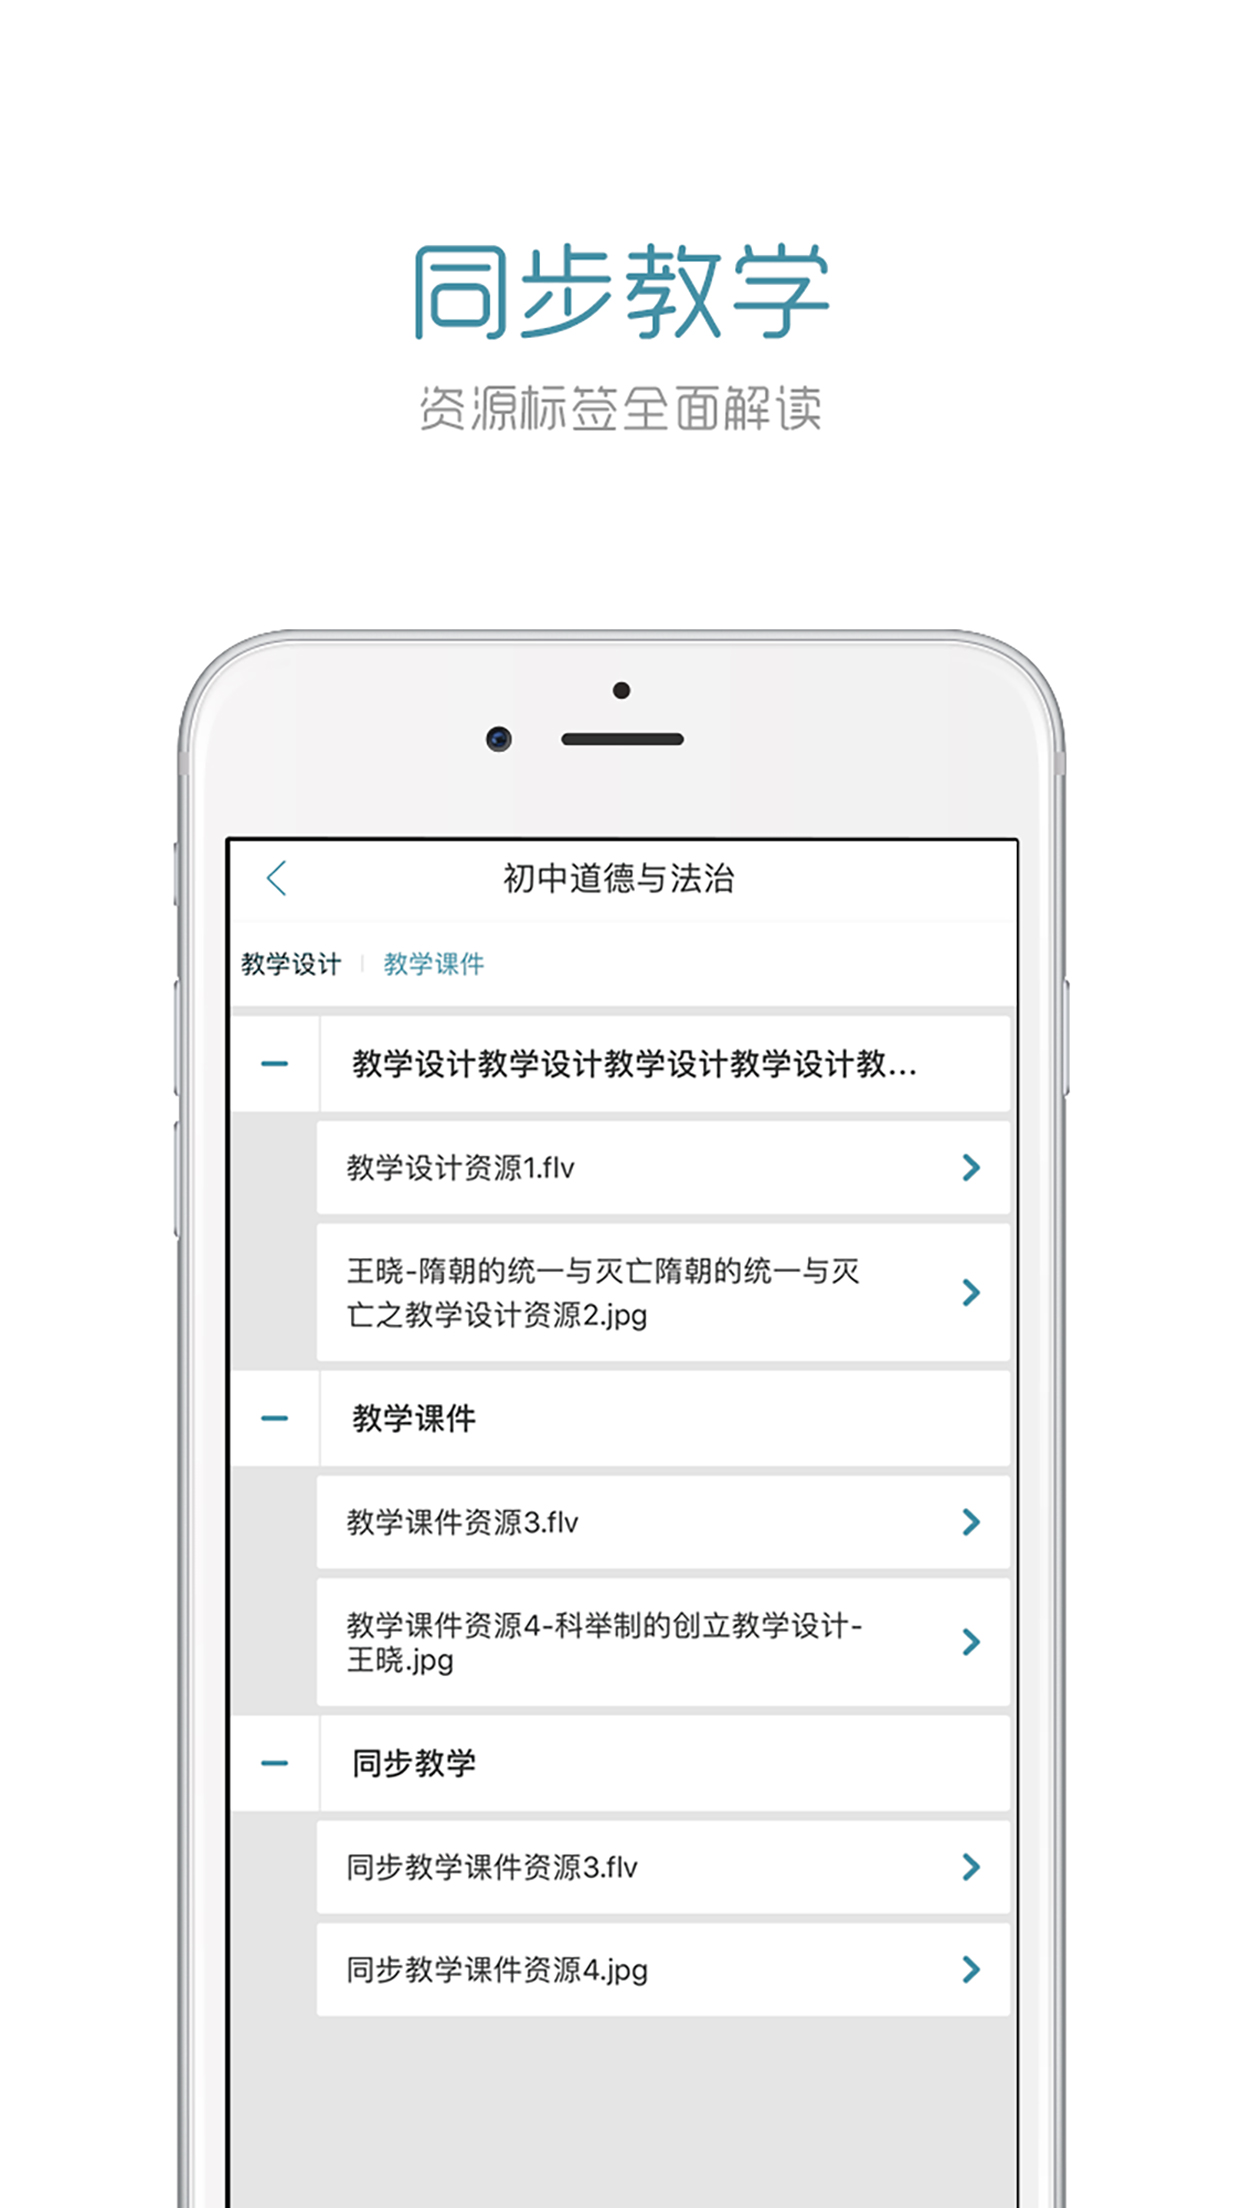 同步教学
资源标签全面解读
初中道德与法治
教学设计 教学课件
教学设计教学设计教学设计教学设计教...
教学设计资源1.flv
王晓-隋朝的统一与灭亡隋朝的统一与灭
亡之教学设计资源2.jpg
教学课件
教学课件资源3.flv
教学课件资源4-科举制的创立教学设计-
王晓.jpg
同步教学
同步教学课件资源3.flv
同步教学课件资源4.jpg